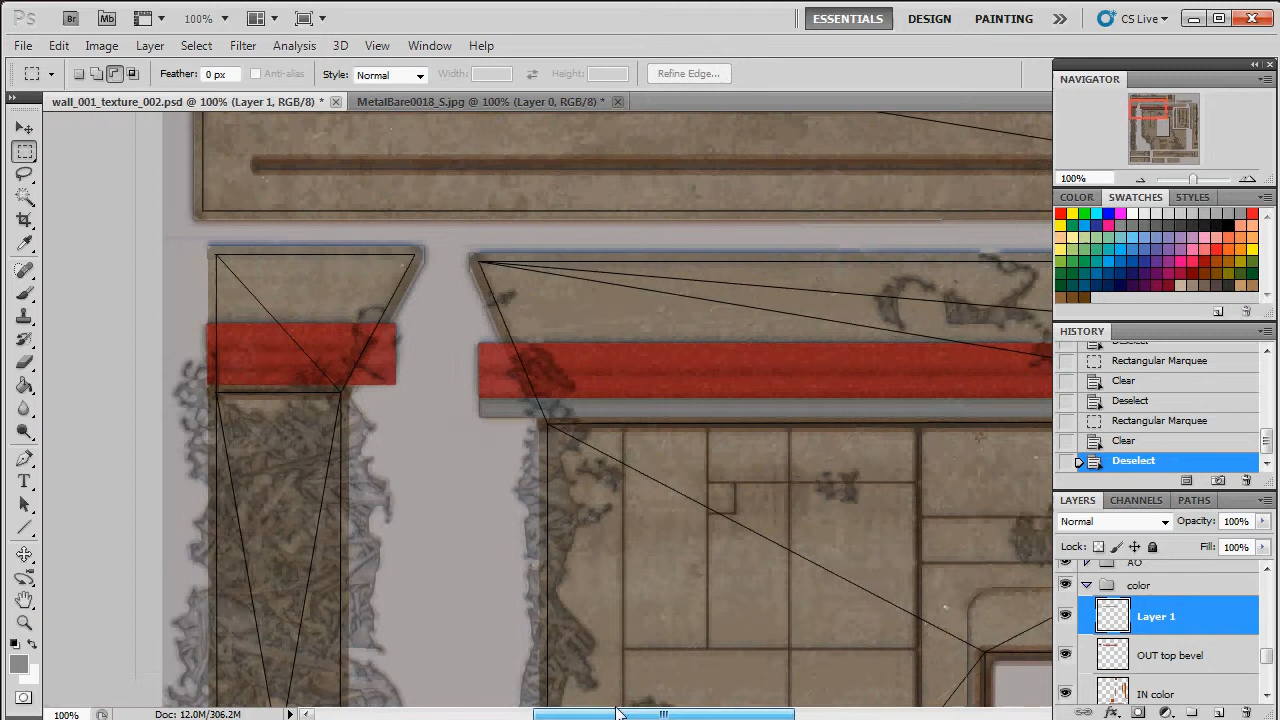 Ps Br Mb 100% ESSENTIALS DESIGN PAINTING CS Live
File Edit Image Layer Select Filter Analysis 3D View Window Help
Feather: 0 px Anti-alias Style: Normal Width: Height: Refine Edge...
wall_001_texture_002.psd @ 100% (Layer 1, RGB/8) * MetalBare0018_S.jpg @ 100% (Layer 0, RGB/8) *
NAVIGATOR
100%
COLOR SWATCHES STYLES
HISTORY
Deselect
Rectangular Marquee
Clear
Deselect
Rectangular Marquee
Clear
Deselect
LAYERS CHANNELS PATHS
Normal Opacity: 100%
Lock: Fill: 100%
AO
color
Layer 1
OUT top bevel
IN color
100% Doc: 12.0M/306.2M